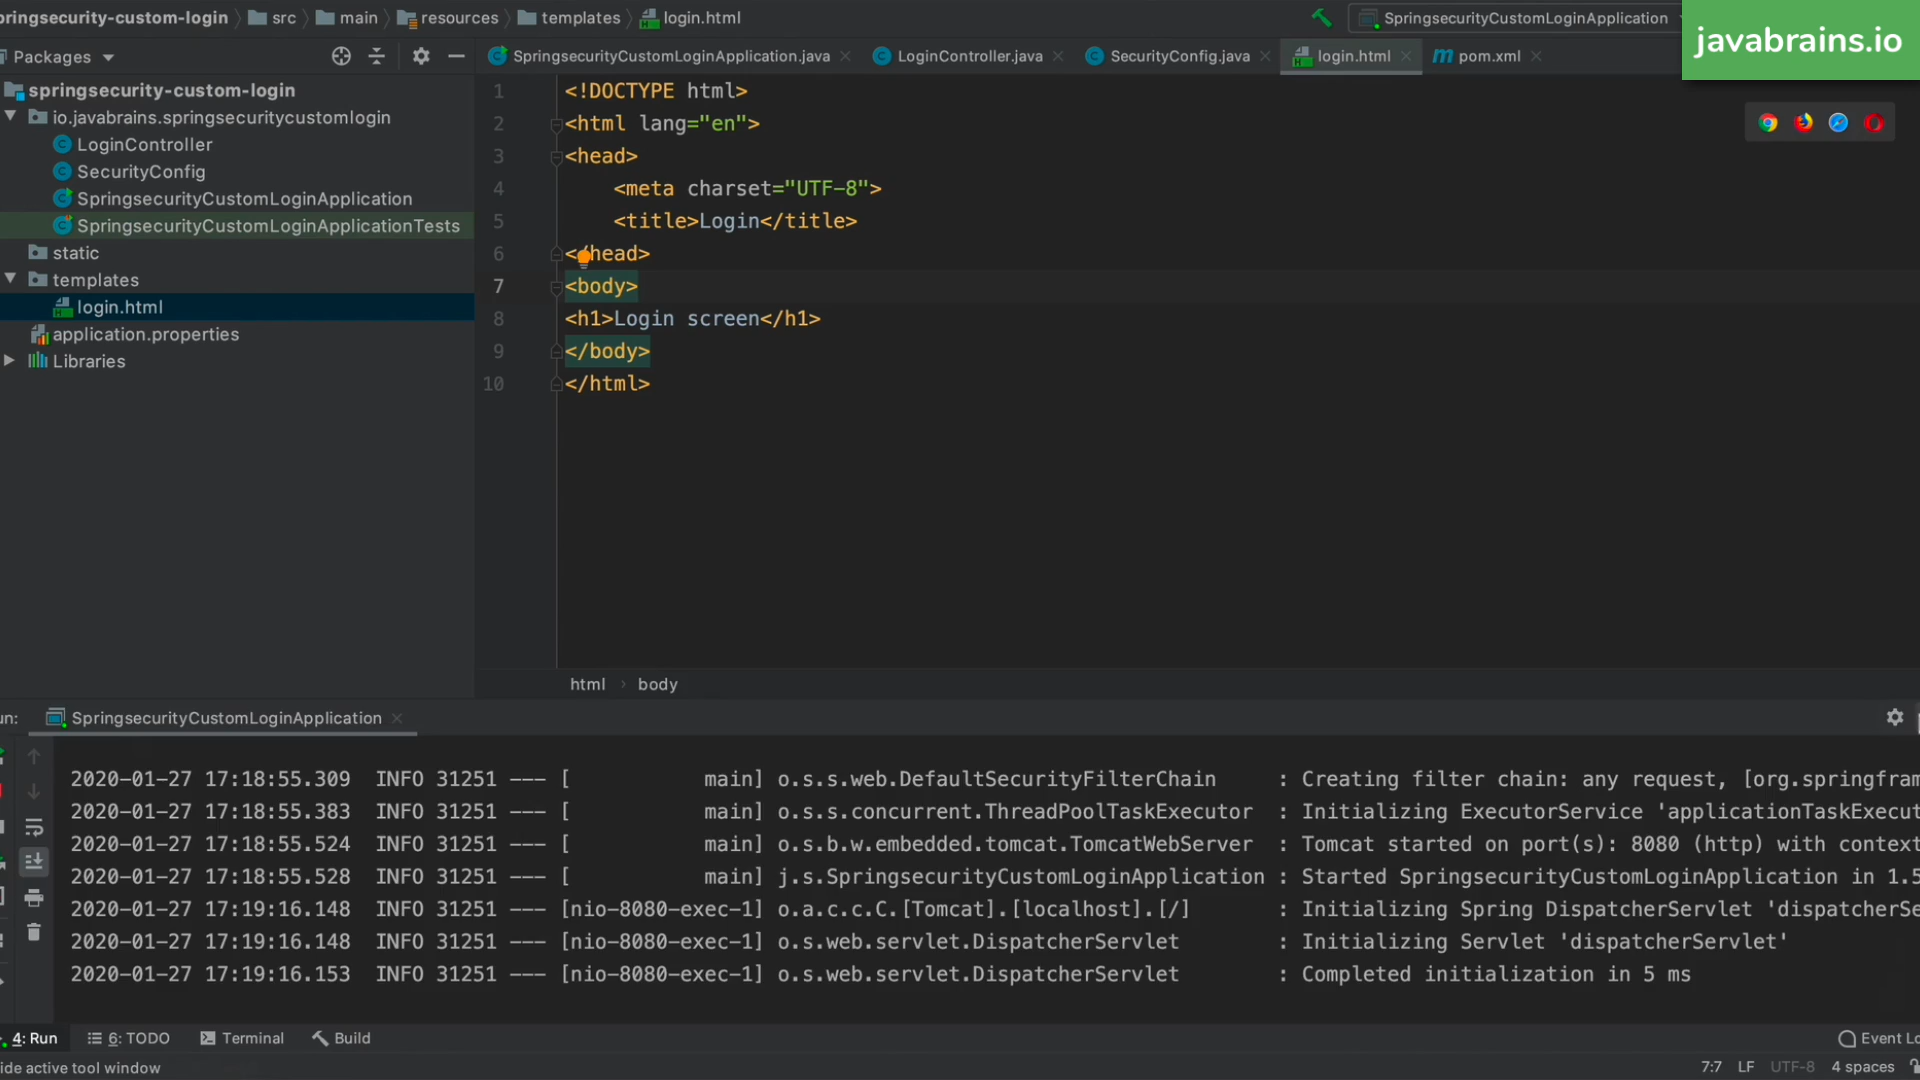 pringsecurity-custom-login src main resources templates login.html
SpringsecurityCustomLoginApplication
javabrains.io
Packages
SpringsecurityCustomLoginApplication.java LoginController.java SecurityConfig.java login.html pom.xml
springsecurity-custom-login
io.javabrains.springsecuritycustomlogin
LoginController
SecurityConfig
SpringsecurityCustomLoginApplication
SpringsecurityCustomLoginApplicationTests
static
templates
login.html
application.properties
Libraries
1 <!DOCTYPE html>
2 <html lang="en">
3 <head>
4 <meta charset="UTF-8">
5 <title>Login</title>
6 </head>
7 <body>
8 <h1>Login screen</h1>
9 </body>
10 </html>
html › body
un: SpringsecurityCustomLoginApplication
2020-01-27 17:18:55.309 INFO 31251 --- [ main] o.s.s.web.DefaultSecurityFilterChain : Creating filter chain: any request, [org.springfram
2020-01-27 17:18:55.383 INFO 31251 --- [ main] o.s.s.concurrent.ThreadPoolTaskExecutor : Initializing ExecutorService 'applicationTaskExecut
2020-01-27 17:18:55.524 INFO 31251 --- [ main] o.s.b.w.embedded.tomcat.TomcatWebServer : Tomcat started on port(s): 8080 (http) with context
2020-01-27 17:18:55.528 INFO 31251 --- [ main] j.s.SpringsecurityCustomLoginApplication : Started SpringsecurityCustomLoginApplication in 1.5
2020-01-27 17:19:16.148 INFO 31251 --- [nio-8080-exec-1] o.a.c.c.C.[Tomcat].[localhost].[/] : Initializing Spring DispatcherServlet 'dispatcherSe
2020-01-27 17:19:16.148 INFO 31251 --- [nio-8080-exec-1] o.s.web.servlet.DispatcherServlet : Initializing Servlet 'dispatcherServlet'
2020-01-27 17:19:16.153 INFO 31251 --- [nio-8080-exec-1] o.s.web.servlet.DispatcherServlet : Completed initialization in 5 ms
4: Run 6: TODO Terminal Build Event Lo
ide active tool window 7:7 LF UTF-8 4 spaces